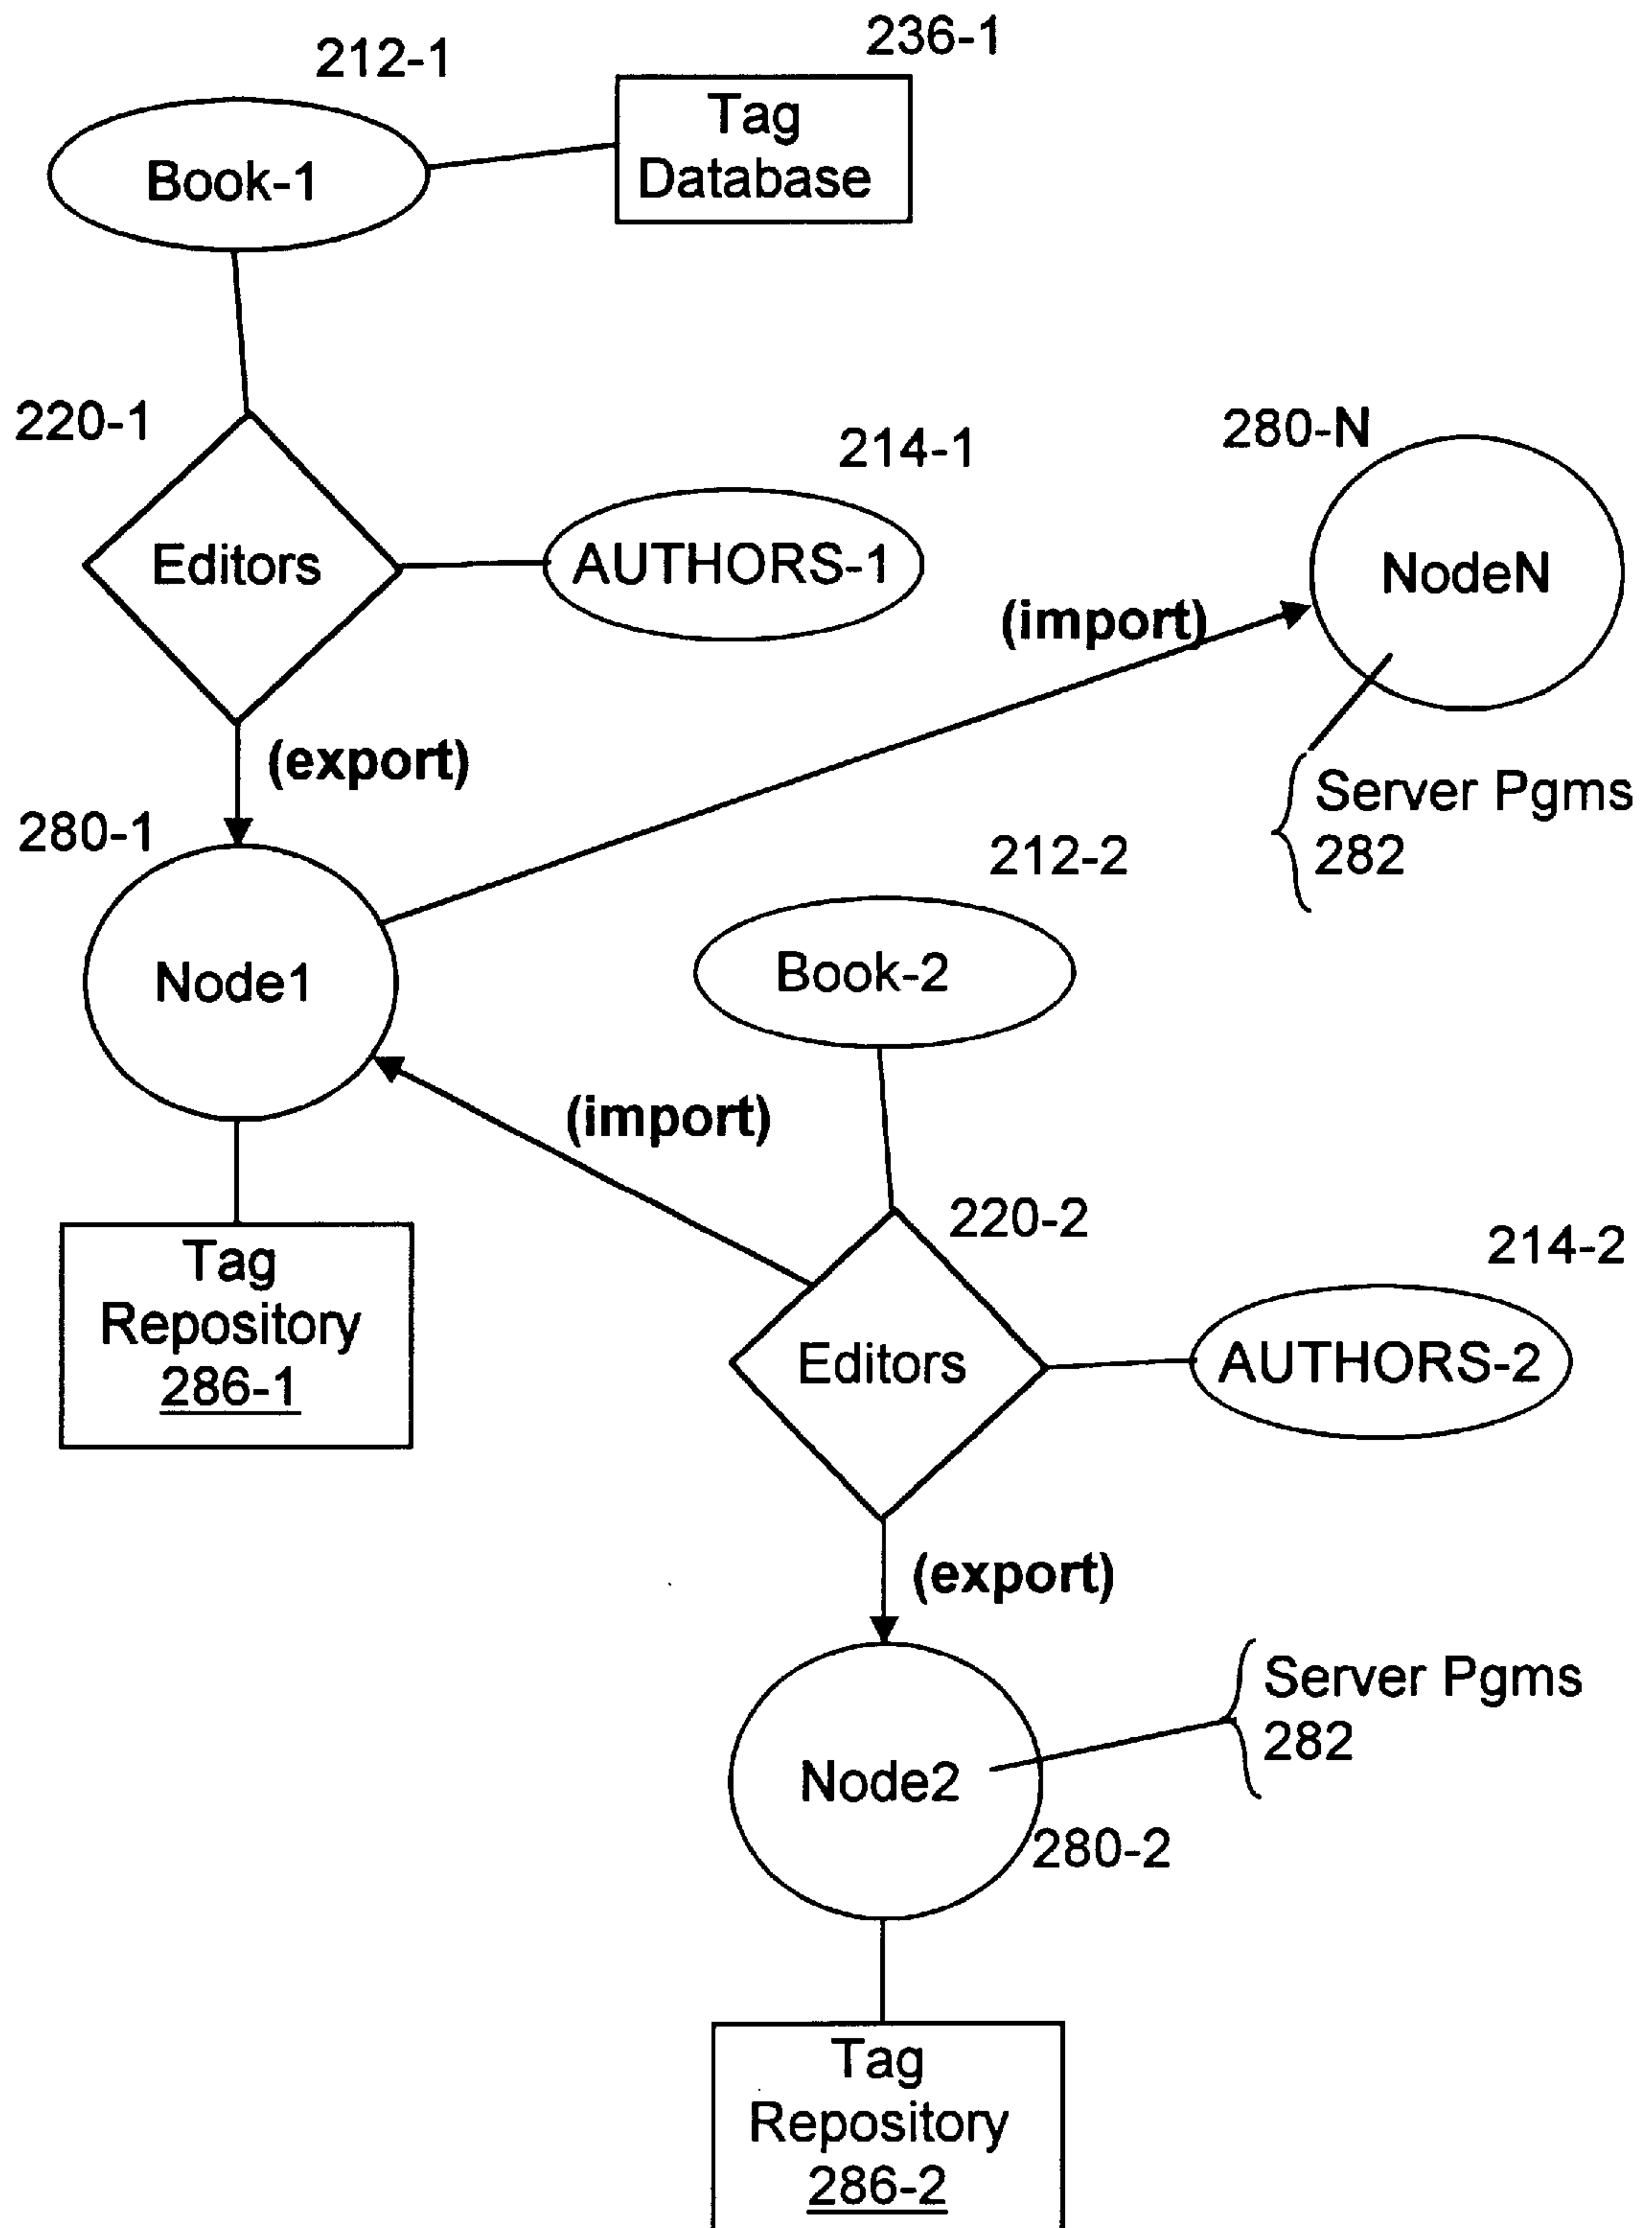 212-1
236-1
Tag
Database
Book-1
220-1
214-1
280-N
Editors
AUTHORS-1
NodeN
(import)
(export)
Server Pgms
282
280-1
212-2
Node1
Book-2
(import)
220-2
214-2
Tag
Repository
286-1
Editors
AUTHORS-2
(export)
Server Pgms
282
Node2
280-2
Tag
Repository
286-2